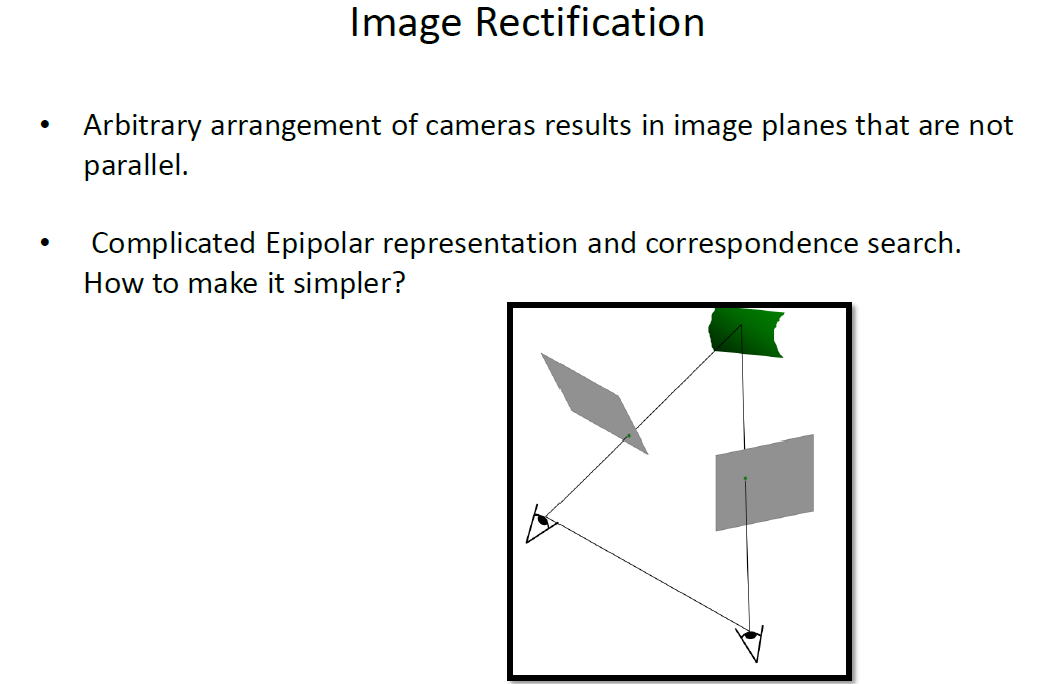 Image Rectification
• Arbitrary arrangement of cameras results in image planes that are not
parallel.
• Complicated Epipolar representation and correspondence search.
How to make it simpler?